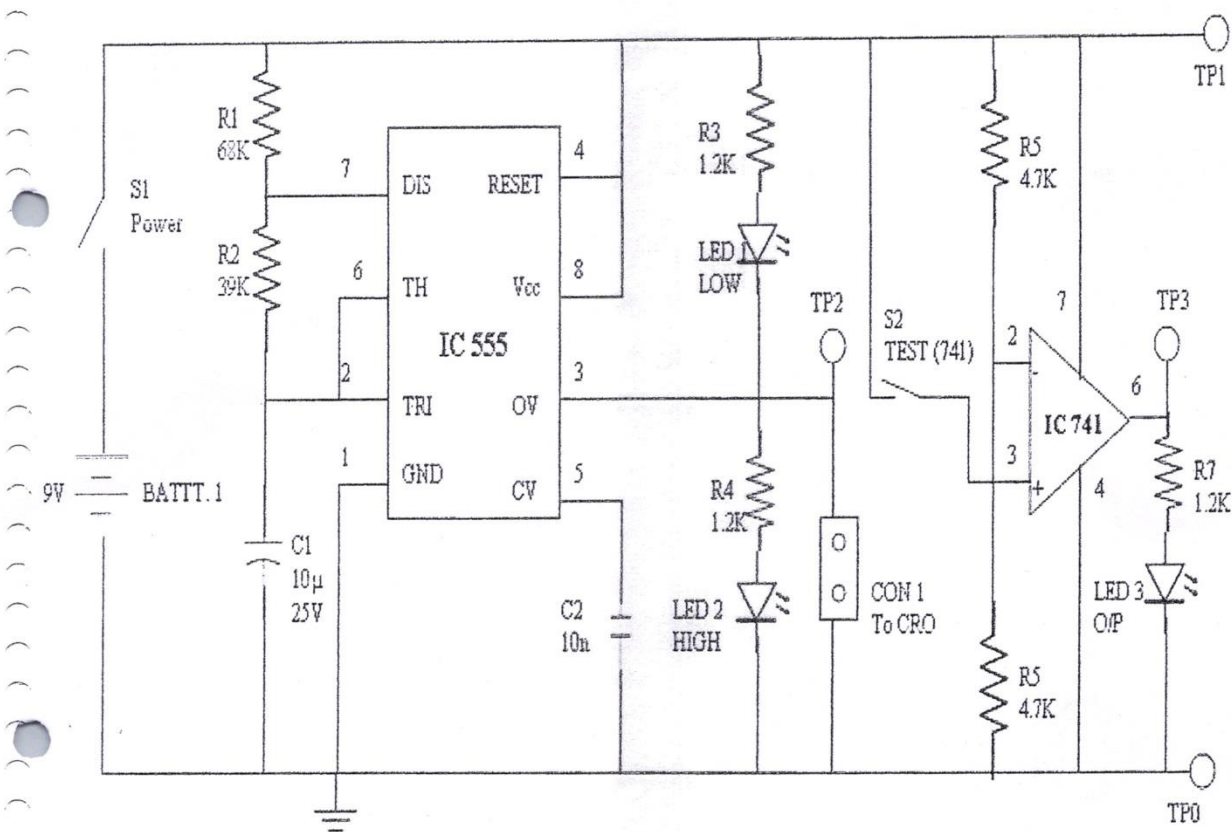 TP1
R1
68K
7
DIS
4
RESET
R3
1.2K
R5
4.7K
S1
Power
R2
39K
6
TH
8
Vcc
LED 1
LOW
TP2
S2
TEST (741)
7
TP3
IC 555
2
TRI
3
OV
2
-
IC 741
6
3
+
4
1
GND
5
CV
9V
BATTT. 1
R4
1.2K
R7
1.2K
C1
10µ
25V
C2
10n
LED 2
HIGH
CON 1
To CRO
LED 3
O/P
R5
4.7K
TP0